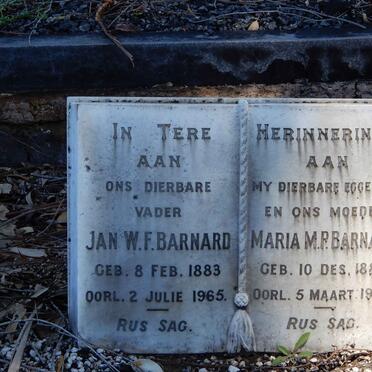 IN TERE
AAN
ONS DIERBARE
VADER
JAN W.F. BARNARD
GEB. 8 FEB. 1883
OORL. 2 JULIE 1965.
RUS SAG.
AAN
MY DIERBARE
EN ONS
MARIA M.P.
GEB. 10 DES.
OORL. 5 MAART
RUS SAG.